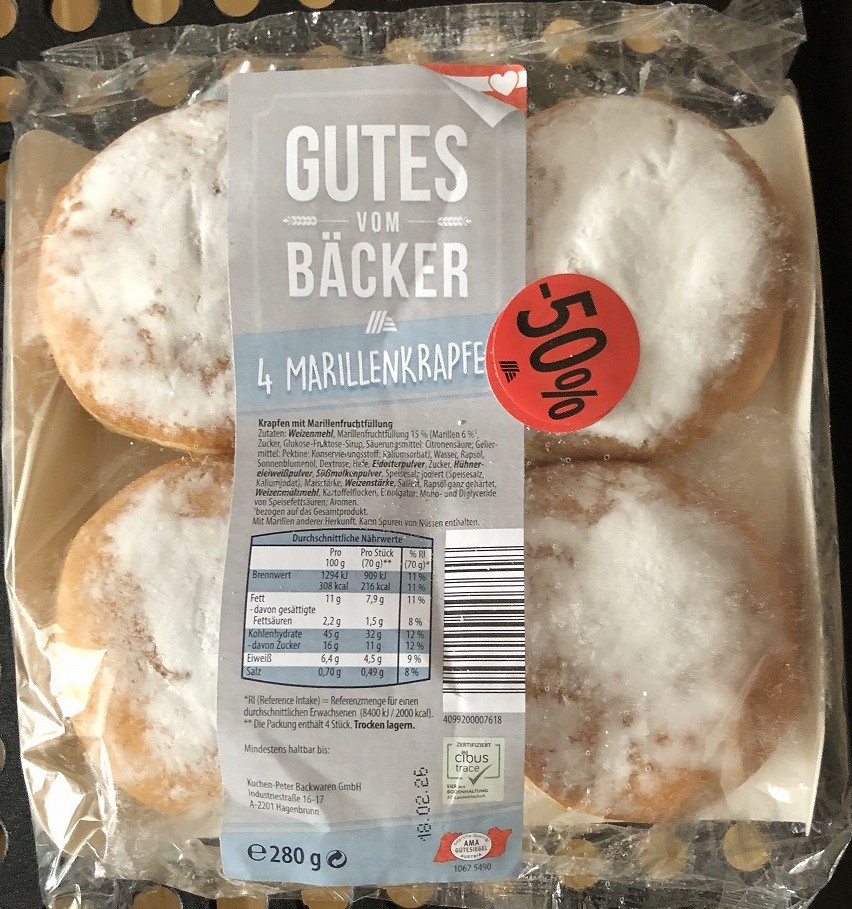 GUTES
VOM
BÄCKER
4 MARILLENKRAPFE
-50%
Krapfen mit Marillenfruchtfüllung
Zutaten: Weizenmehl, Marillenfruchtfüllung 15 % (Marillen 6 %¹,
Zucker, Glukose-Fruktose-Sirup, Säuerungsmittel: Citronensäure, Gelier-
mittel: Pektine; Konservierungsstoff: Kaliumsorbat), Wasser, Rapsöl,
Sonnenblumenöl, Dextrose, Hefe, Eidotterpulver, Zucker, Hühner-
eieiweißpulver, Süßmolkenpulver, Speisesalz jodiert (Speisesalz,
Kaliumjodat), Maisstärke, Weizenstärke, Salz, Rapsöl ganz gehärtet,
Weizenmalzmehl, Kartoffelflocken, Emulgator: Mono- und Diglyceride
von Speisefettsäuren; Aromen.
¹bezogen auf das Gesamtprodukt.
Mit Marillen anderer Herkunft. Kann Spuren von Nüssen enthalten.
Durchschnittliche Nährwerte
Pro 100 g Pro Stück (70 g)** % RI (70 g)*
Brennwert 1294 kJ 909 kJ 11 %
308 kcal 216 kcal 11 %
Fett 11 g 7,9 g 11 %
- davon gesättigte
Fettsäuren 2,2 g 1,5 g 8 %
Kohlenhydrate 45 g 32 g 12 %
- davon Zucker 16 g 11 g 12 %
Eiweiß 6,4 g 4,5 g 9 %
Salz 0,70 g 0,49 g 8 %
*RI (Reference Intake) = Referenzmenge für einen
durchschnittlichen Erwachsenen (8400 kJ / 2000 kcal).
** Die Packung enthält 4 Stück. Trocken lagern.
4099200007618
Mindestens haltbar bis:
18.02.26
ZERTIFIZIERT
cibus
trace
BODENHALTUNG
Kuchen-Peter Backwaren GmbH
Industriestraße 16-17
A-2201 Hagenbrunn
e 280 g
AMA
GÜTESIEGEL
AUSTRIA
1067 5490